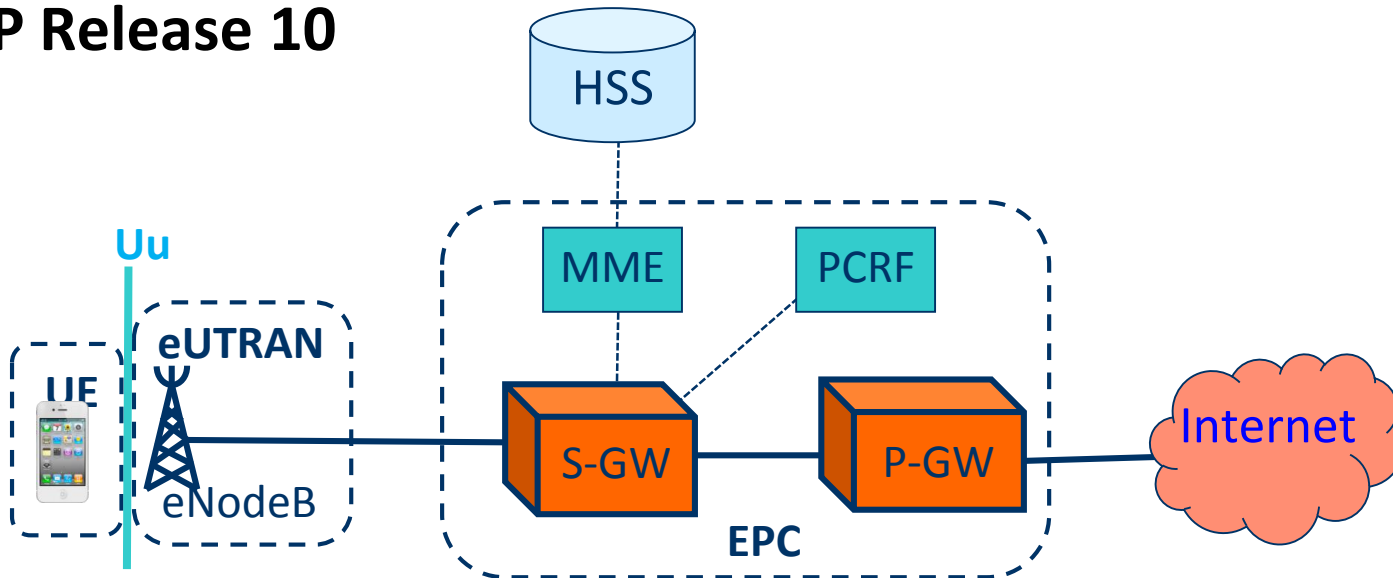 P Release 10
HSS
Uu
MME
PCRF
eUTRAN
UE
Internet
S-GW
P-GW
eNodeB
EPC